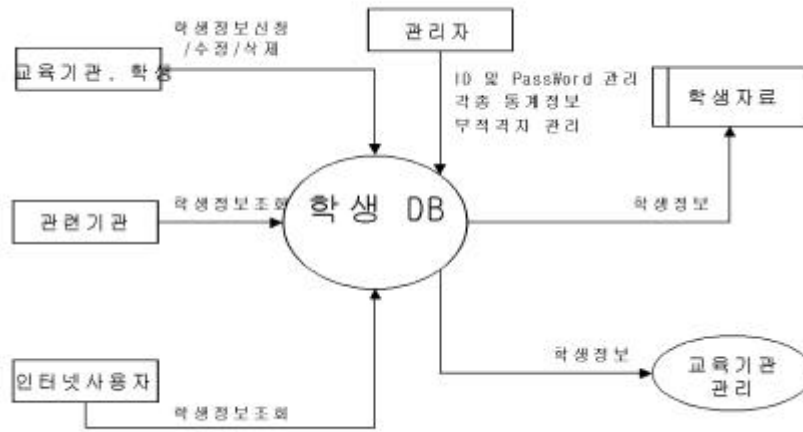 학생정보신청
/수정/삭제
관리자
교육기관, 학생
ID 및 PassWord 관리
각종 통계정보
부적격자 관리
학생자료
학생정보조회
학생 DB
학생정보
관련기관
학생정보
교육기관
관리
인터넷사용자
학생정보조회